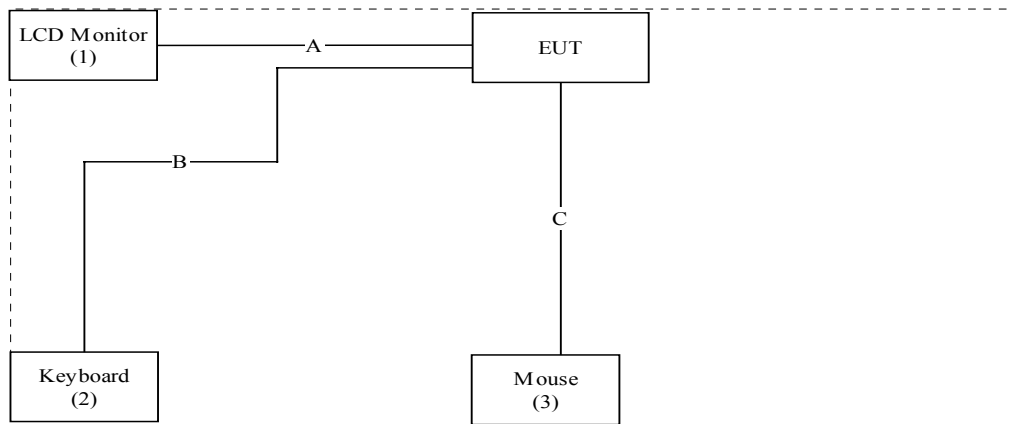 LCD Monitor
(1)
A
EUT
B
C
Keyboard
(2)
Mouse
(3)